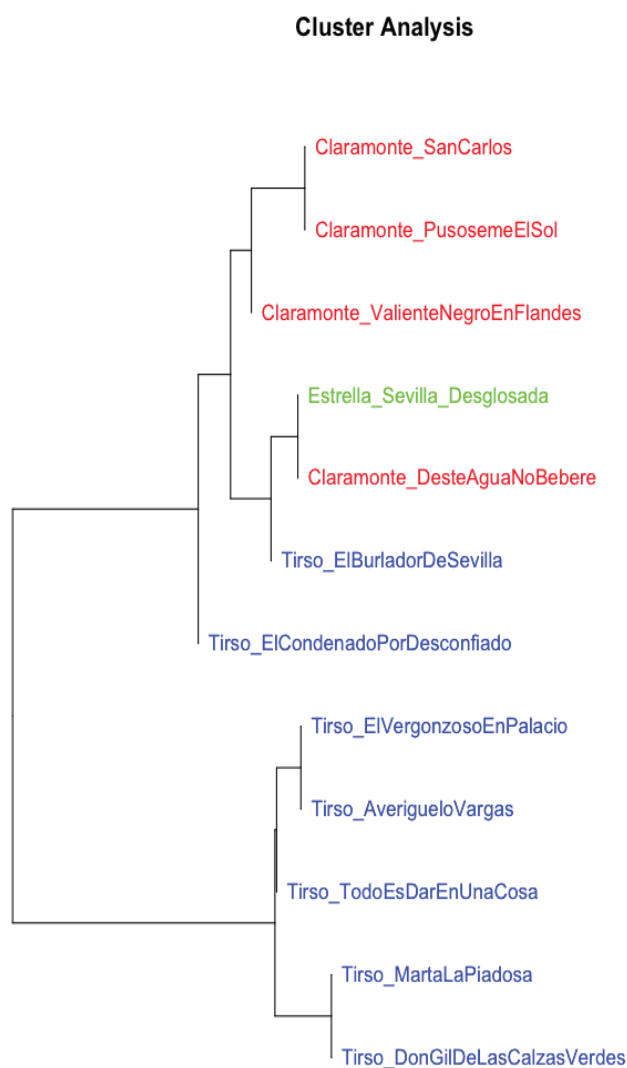 Cluster Analysis
Claramonte_SanCarlos
Claramonte_PusosemeElSol
Claramonte_ValienteNegroEnFlandes
Estrella_Sevilla_Desglosada
Claramonte_DesteAguaNoBebere
Tirso_ElBurladorDeSevilla
Tirso_ElCondenadoPorDesconfiado
Tirso_ElVergonzosoEnPalacio
Tirso_AverigueloVargas
Tirso_TodoEsDarEnUnaCosa
Tirso_MartaLaPiadosa
Tirso_DonGilDeLasCalzasVerdes